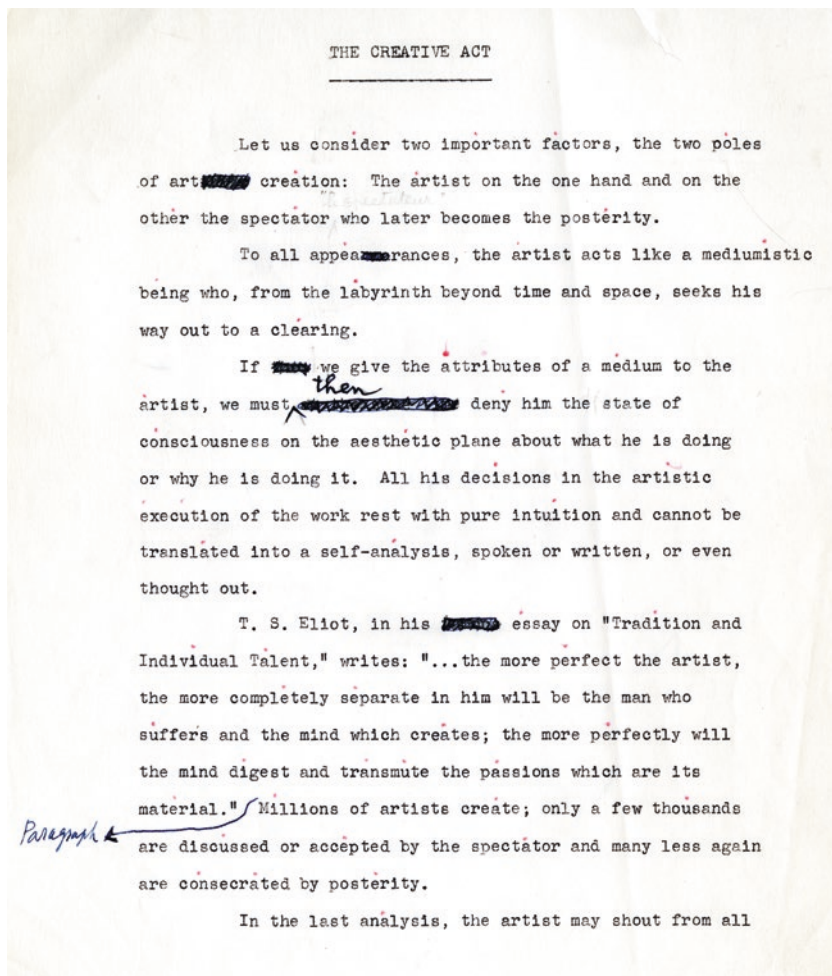 THE CREATIVE ACT
Let us consider two important factors, the two poles
of art creation: The artist on the one hand and on the
other the spectator who later becomes the posterity.
To all appearances, the artist acts like a mediumistic
being who, from the labyrinth beyond time and space, seeks his
way out to a clearing.
If we give the attributes of a medium to the
then
artist, we must deny him the state of
consciousness on the aesthetic plane about what he is doing
or why he is doing it. All his decisions in the artistic
execution of the work rest with pure intuition and cannot be
translated into a self-analysis, spoken or written, or even
thought out.
T. S. Eliot, in his essay on "Tradition and
Individual Talent," writes: "...the more perfect the artist,
the more completely separate in him will be the man who
suffers and the mind which creates; the more perfectly will
the mind digest and transmute the passions which are its
material." Millions of artists create; only a few thousands
Paragraph
are discussed or accepted by the spectator and many less again
are consecrated by posterity.
In the last analysis, the artist may shout from all